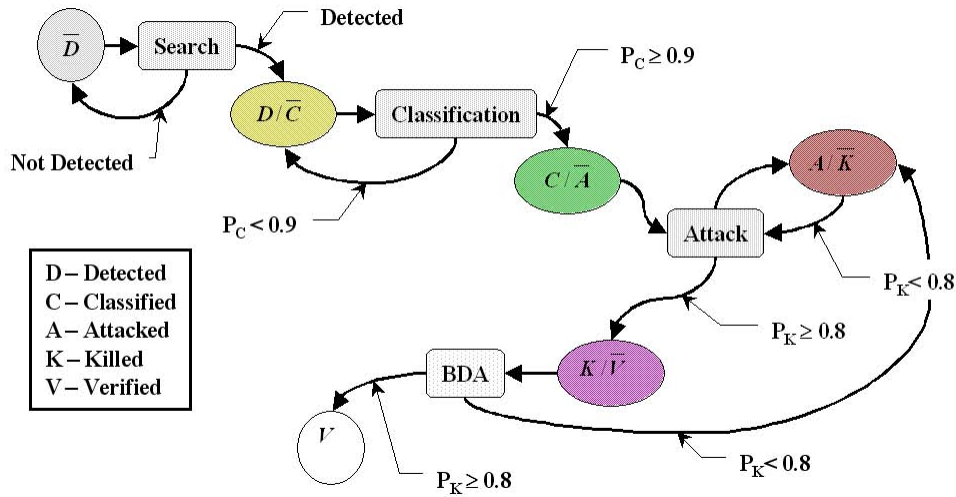 D̅
Search
Detected
Not Detected
D/C̅
Classification
P_C ≥ 0.9
P_C < 0.9
C/A̅
A/K̅
Attack
P_K < 0.8
P_K ≥ 0.8
K/V̅
BDA
V
P_K ≥ 0.8
P_K < 0.8
D – Detected
C – Classified
A – Attacked
K – Killed
V – Verified